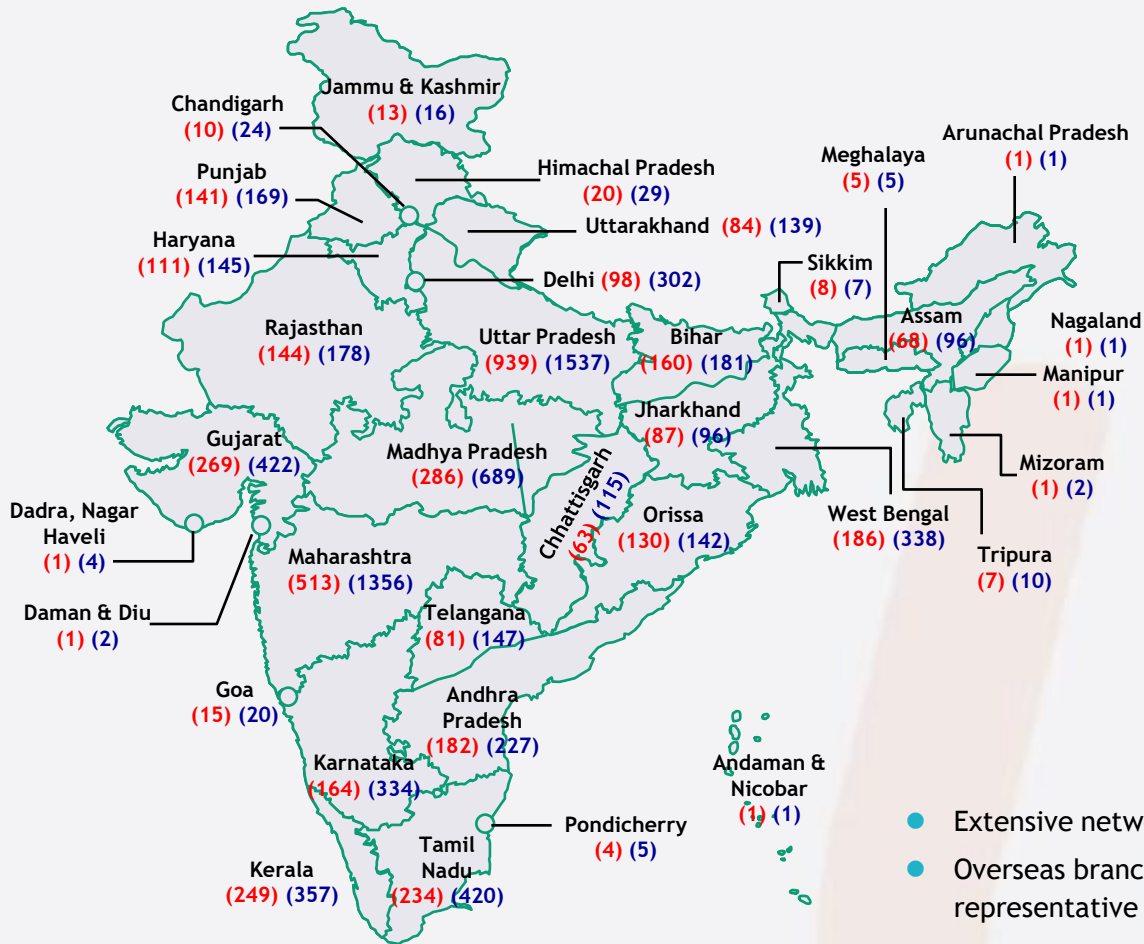 Jammu & Kashmir
(13) (16)
Chandigarh
(10) (24)
Arunachal Pradesh
(1) (1)
Meghalaya
(5) (5)
Himachal Pradesh
(20) (29)
Punjab
(141) (169)
Uttarakhand (84) (139)
Haryana
(111) (145)
Sikkim
(8) (7)
Delhi (98) (302)
Assam
(68) (96)
Nagaland
(1) (1)
Rajasthan
(144) (178)
Uttar Pradesh
(939) (1537)
Bihar
(160) (181)
Manipur
(1) (1)
Jharkhand
(87) (96)
Gujarat
(269) (422)
Madhya Pradesh
(286) (689)
Mizoram
(1) (2)
Chhattisgarh
(63) (115)
Dadra, Nagar
Haveli
(1) (4)
Orissa
(130) (142)
West Bengal
(186) (338)
Maharashtra
(513) (1356)
Tripura
(7) (10)
Daman & Diu
(1) (2)
Telangana
(81) (147)
Goa
(15) (20)
Andhra
Pradesh
(182) (227)
Karnataka
(164) (334)
Andaman &
Nicobar
(1) (1)
Pondicherry
(4) (5)
Tamil
Nadu
(234) (420)
Kerala
(249) (357)
Extensive netw
Overseas branc
representative